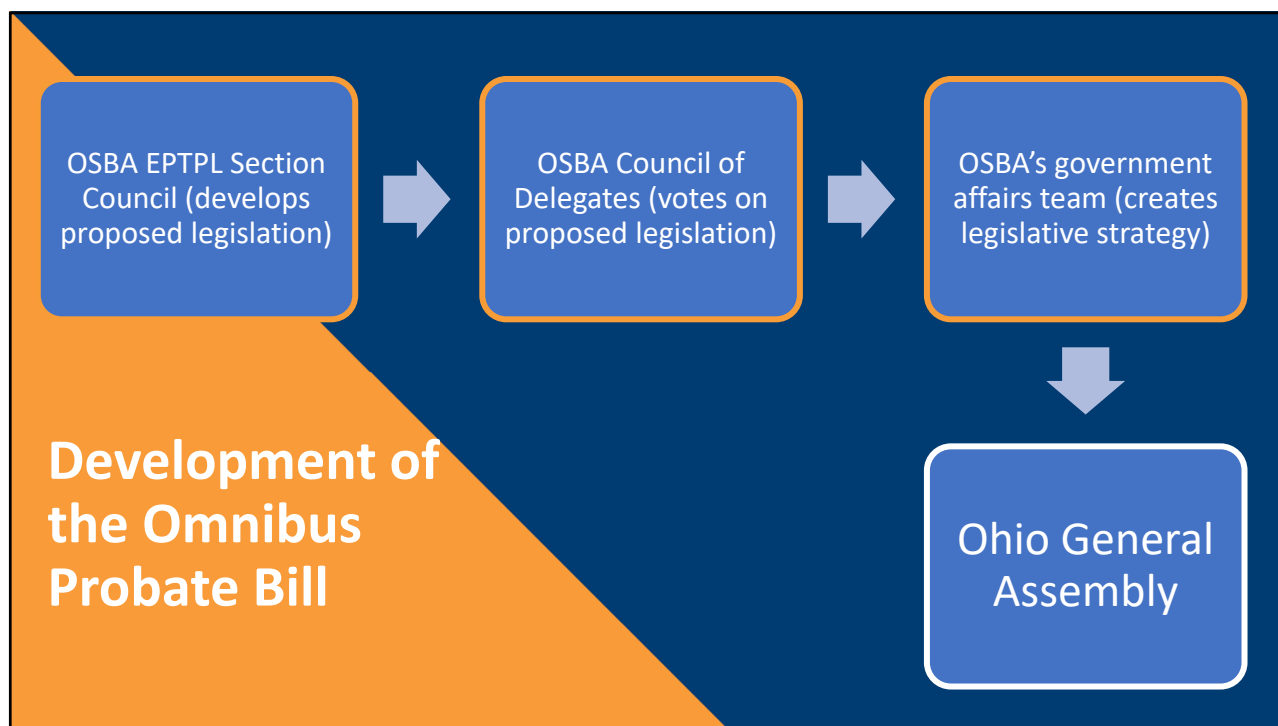 OSBA EPTPL Section
Council (develops
proposed legislation)
OSBA Council of
Delegates (votes on
proposed legislation)
OSBA’s government
affairs team (creates
legislative strategy)
Ohio General
Assembly
Development of
the Omnibus
Probate Bill